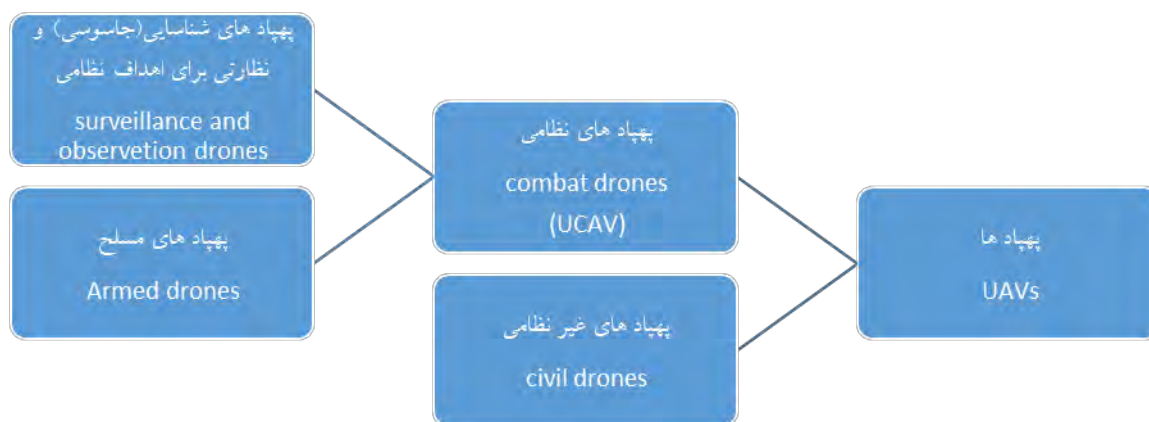 پهپاد های شناسایی(جاسوسی) و
نظارتی برای اهداف نظامی
surveillance and
observetion drones
پهپاد های مسلح
Armed drones
پهپاد های نظامی
combat drones
(UCAV)
پهپاد های غیر نظامی
civil drones
پهپاد ها
UAVs